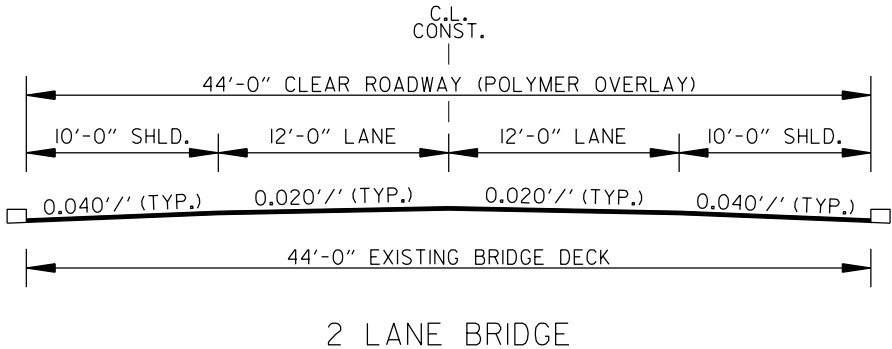 C.L.
CONST.
44'-0" CLEAR ROADWAY (POLYMER OVERLAY)
10'-0" SHLD.
12'-0" LANE
12'-0" LANE
10'-0" SHLD.
0.040'/' (TYP.)
0.020'/' (TYP.)
0.020'/' (TYP.)
0.040'/' (TYP.)
44'-0" EXISTING BRIDGE DECK
2 LANE BRIDGE